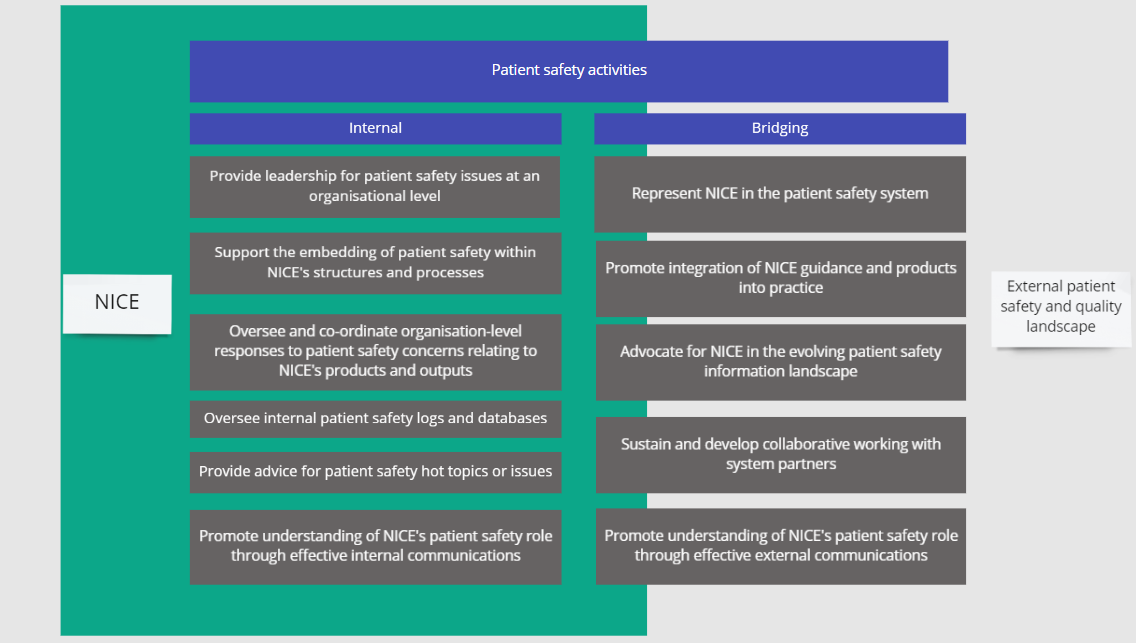 Patient safety activities
Internal
Bridging
Provide leadership for patient safety issues at an
organisational level
Support the embedding of patient safety within
NICE's structures and processes
Oversee and co-ordinate organisation-level
responses to patient safety concerns relating to
NICE's products and outputs
Oversee internal patient safety logs and databases
Provide advice for patient safety hot topics or issues
Promote understanding of NICE's patient safety role
through effective internal communications
Represent NICE in the patient safety system
Promote integration of NICE guidance and products
into practice
Advocate for NICE in the evolving patient safety
information landscape
Sustain and develop collaborative working with
system partners
Promote understanding of NICE's patient safety role
through effective external communications
NICE
External patient
safety and quality
landscape